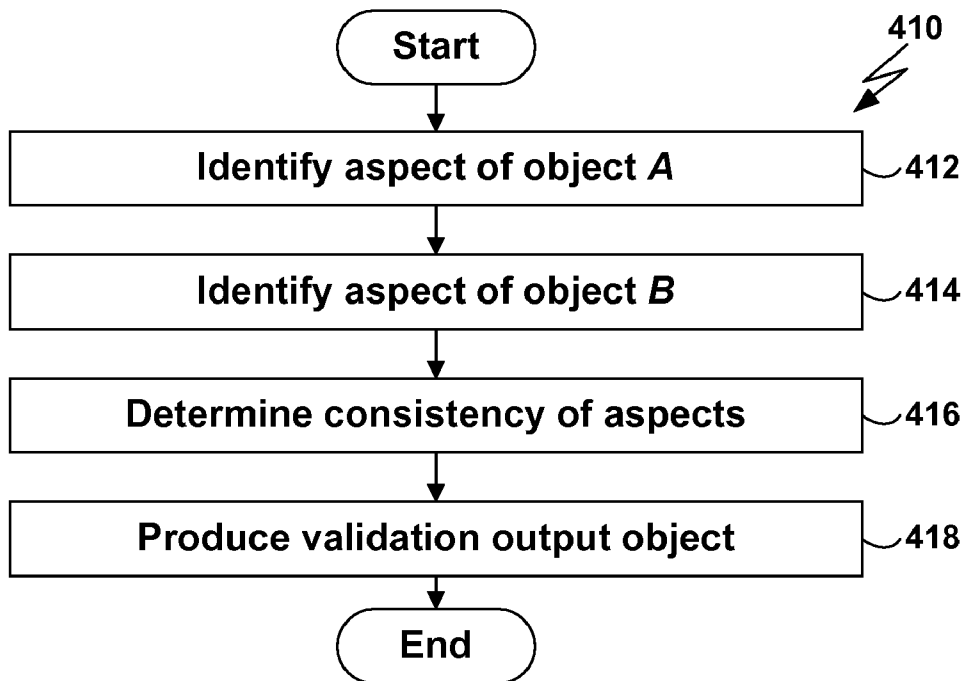 Start
410
Identify aspect of object A
412
Identify aspect of object B
414
Determine consistency of aspects
416
Produce validation output object
418
End